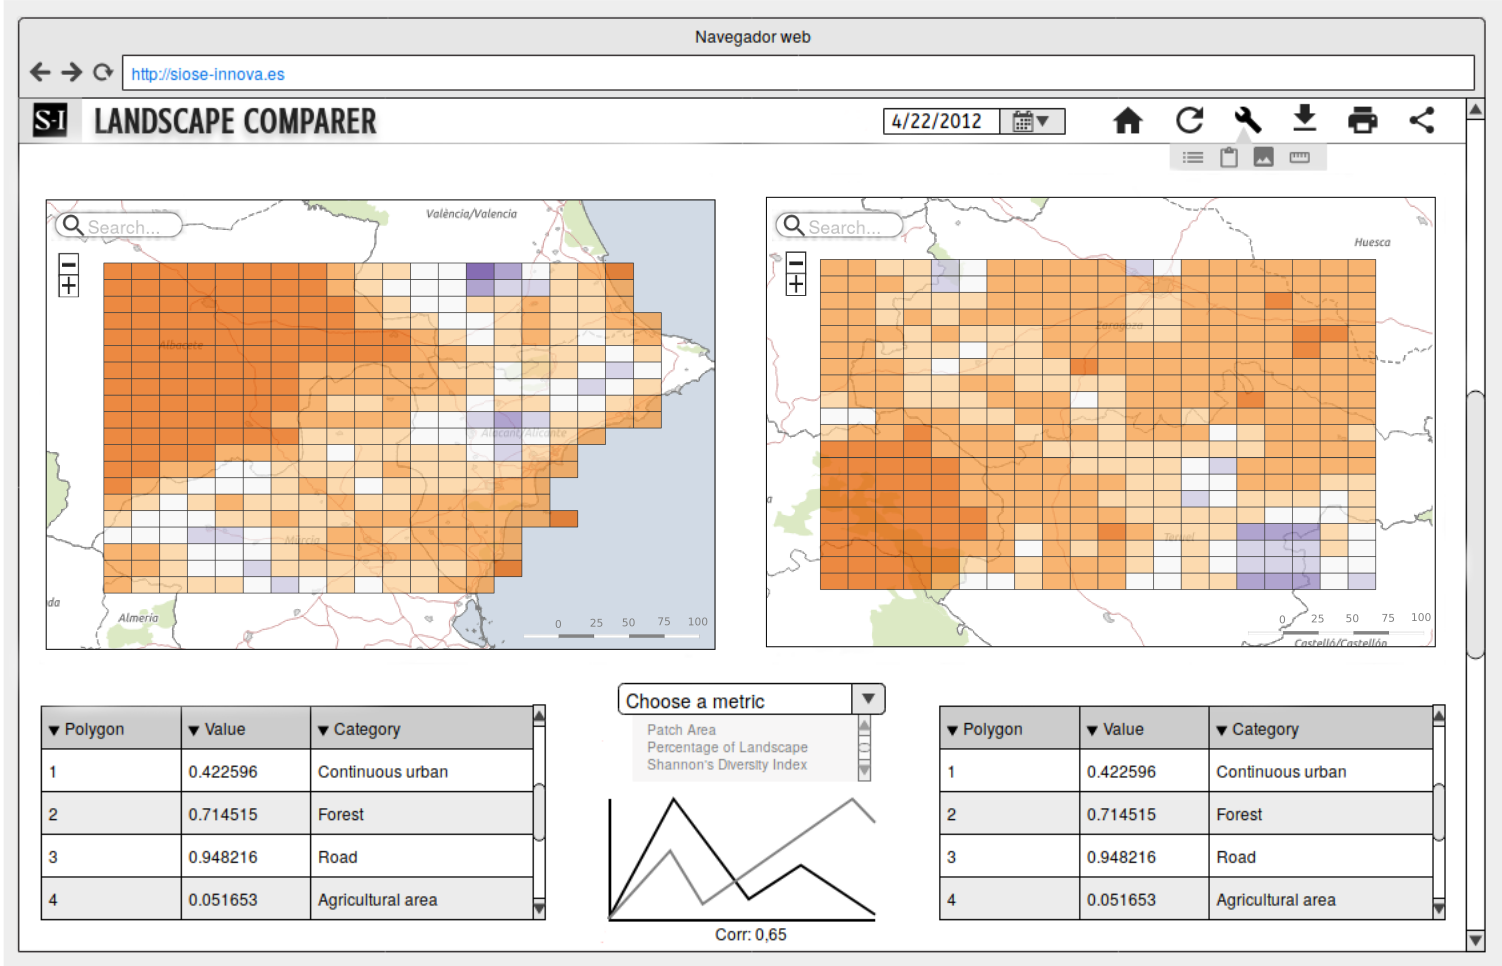 Navegador web
http://siose-innova.es
S-I LANDSCAPE COMPARER 4/22/2012
Search...
València/Valencia
Albacete
Alacant/Alicante
Murcia
da
Almería
0 25 50 75 100
Search...
Huesca
Zaragoza
a
Teruel
0 25 50 75 100
Castelló/Castellón
Polygon Value Category
1 0.422596 Continuous urban
2 0.714515 Forest
3 0.948216 Road
4 0.051653 Agricultural area
Choose a metric
Patch Area
Percentage of Landscape
Shannon's Diversity Index
Corr: 0,65
Polygon Value Category
1 0.422596 Continuous urban
2 0.714515 Forest
3 0.948216 Road
4 0.051653 Agricultural area